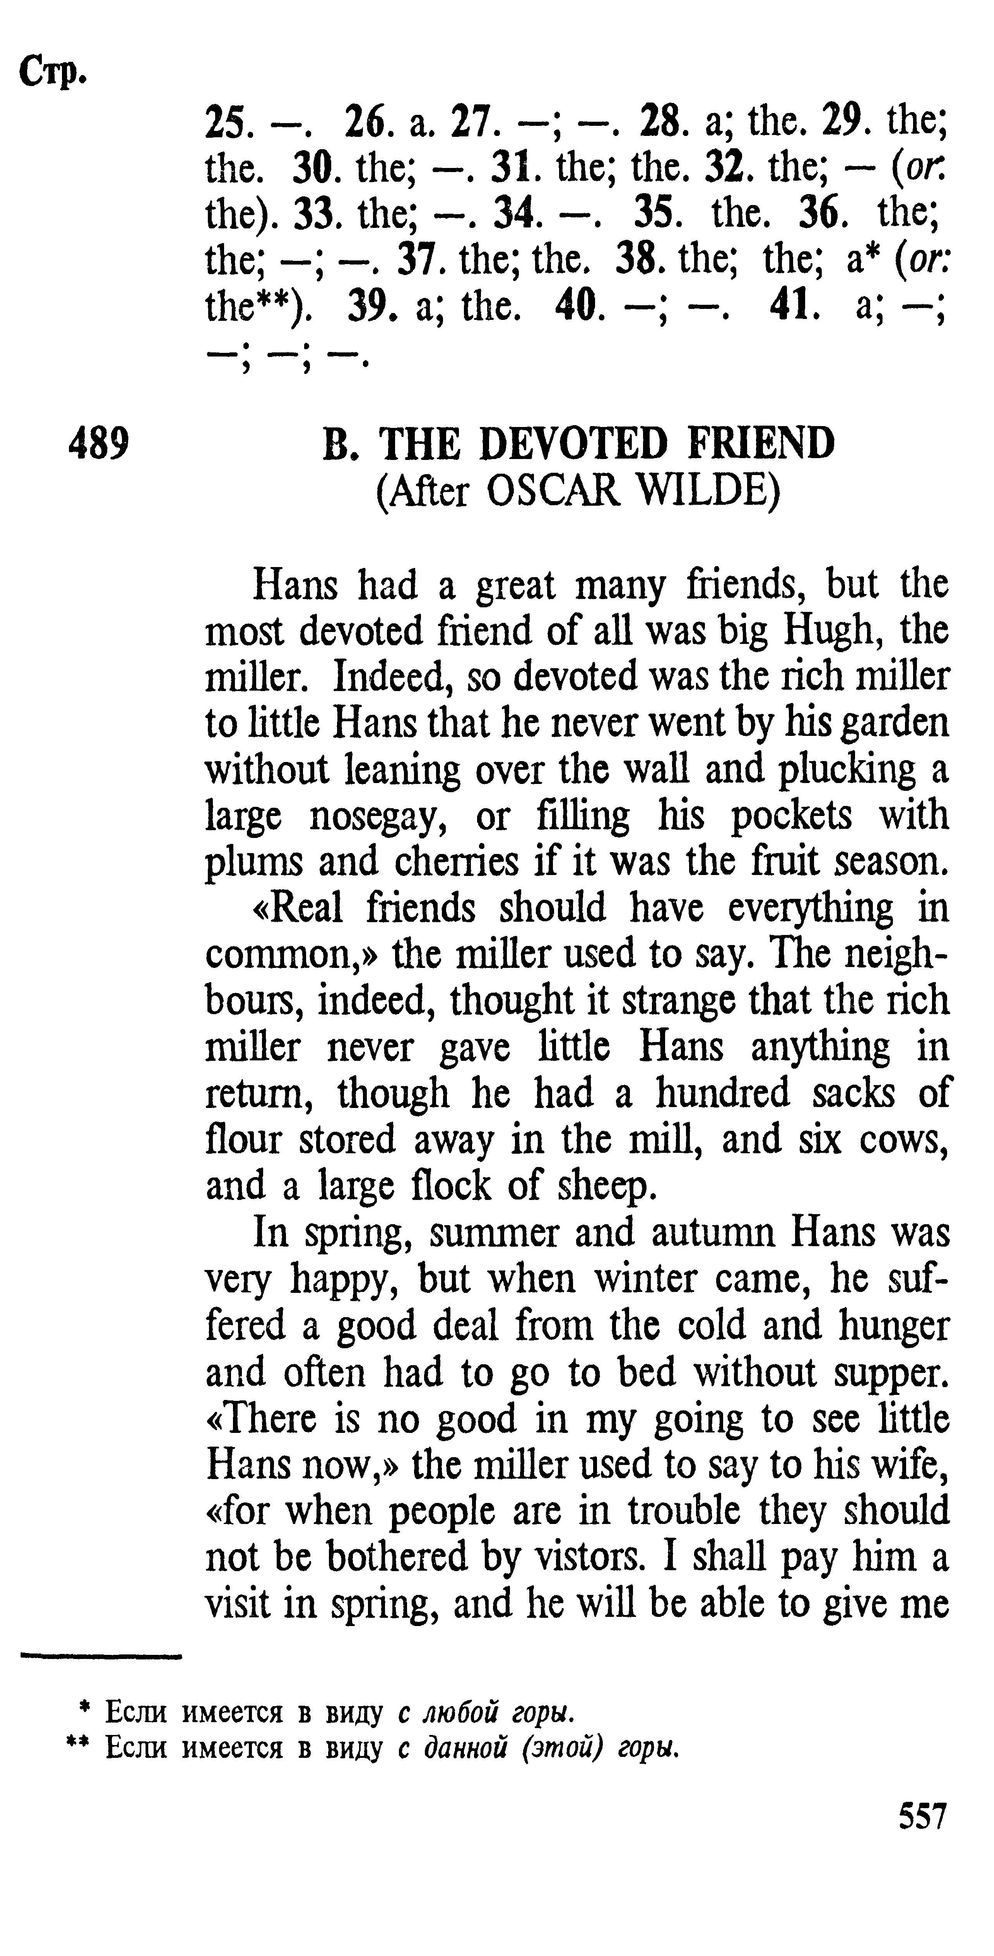 Стр.
25. —. 26. a. 27. —; —. 28. a; the. 29. the;
the. 30. the; —. 31. the; the. 32. the; — (or:
the). 33. the; —. 34. —. 35. the. 36. the;
the; —; —. 37. the; the. 38. the; the; a* (or:
the**). 39. a; the. 40. —; —. 41. a; —;
—; —; —.
489 B. THE DEVOTED FRIEND
(After OSCAR WILDE)
Hans had a great many friends, but the
most devoted friend of all was big Hugh, the
miller. Indeed, so devoted was the rich miller
to little Hans that he never went by his garden
without leaning over the wall and plucking a
large nosegay, or filling his pockets with
plums and cherries if it was the fruit season.
«Real friends should have everything in
common,» the miller used to say. The neigh-
bours, indeed, thought it strange that the rich
miller never gave little Hans anything in
return, though he had a hundred sacks of
flour stored away in the mill, and six cows,
and a large flock of sheep.
In spring, summer and autumn Hans was
very happy, but when winter came, he suf-
fered a good deal from the cold and hunger
and often had to go to bed without supper.
«There is no good in my going to see little
Hans now,» the miller used to say to his wife,
«for when people are in trouble they should
not be bothered by vistors. I shall pay him a
visit in spring, and he will be able to give me
* Если имеется в виду с любой горы.
** Если имеется в виду с данной (этой) горы.
557